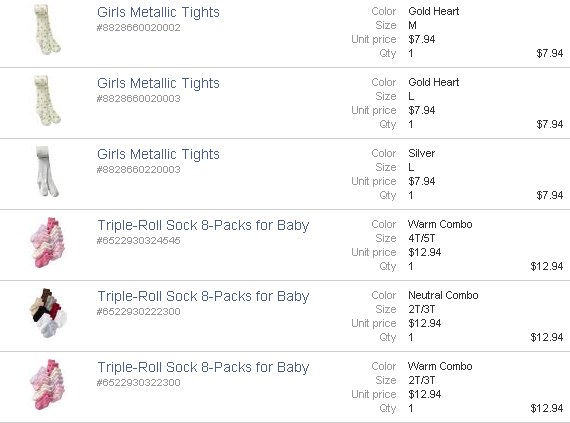 Girls Metallic Tights Color Gold Heart
#8828660020002 Size M
Unit price $7.94
Qty 1 $7.94
Girls Metallic Tights Color Gold Heart
#8828660020003 Size L
Unit price $7.94
Qty 1 $7.94
Girls Metallic Tights Color Silver
#8828660220003 Size L
Unit price $7.94
Qty 1 $7.94
Triple-Roll Sock 8-Packs for Baby Color Warm Combo
#6522930324545 Size 4T/5T
Unit price $12.94
Qty 1 $12.94
Triple-Roll Sock 8-Packs for Baby Color Neutral Combo
#6522930222300 Size 2T/3T
Unit price $12.94
Qty 1 $12.94
Triple-Roll Sock 8-Packs for Baby Color Warm Combo
#6522930322300 Size 2T/3T
Unit price $12.94
Qty 1 $12.94